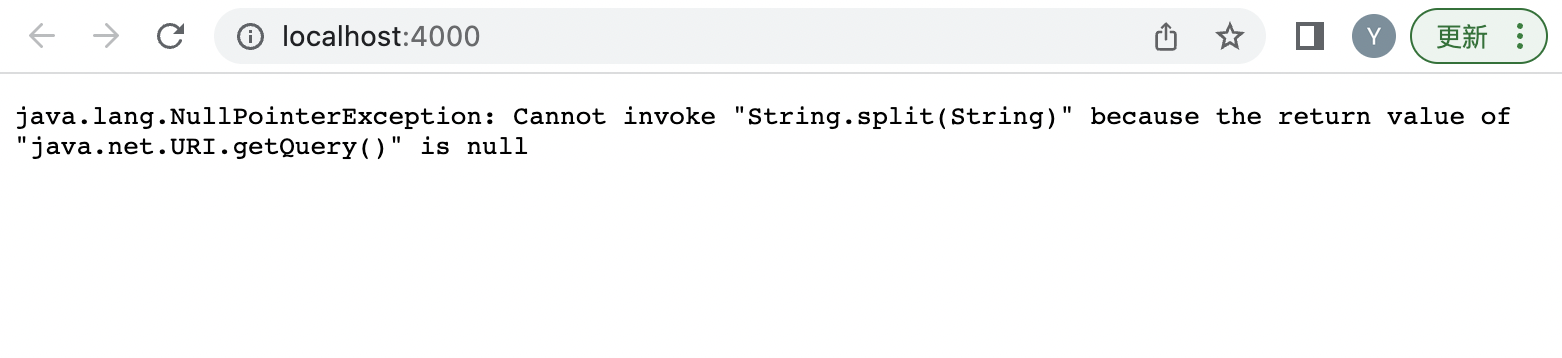 localhost:4000
Y
更新
java.lang.NullPointerException: Cannot invoke "String.split(String)" because the return value of
"java.net.URI.getQuery()" is null